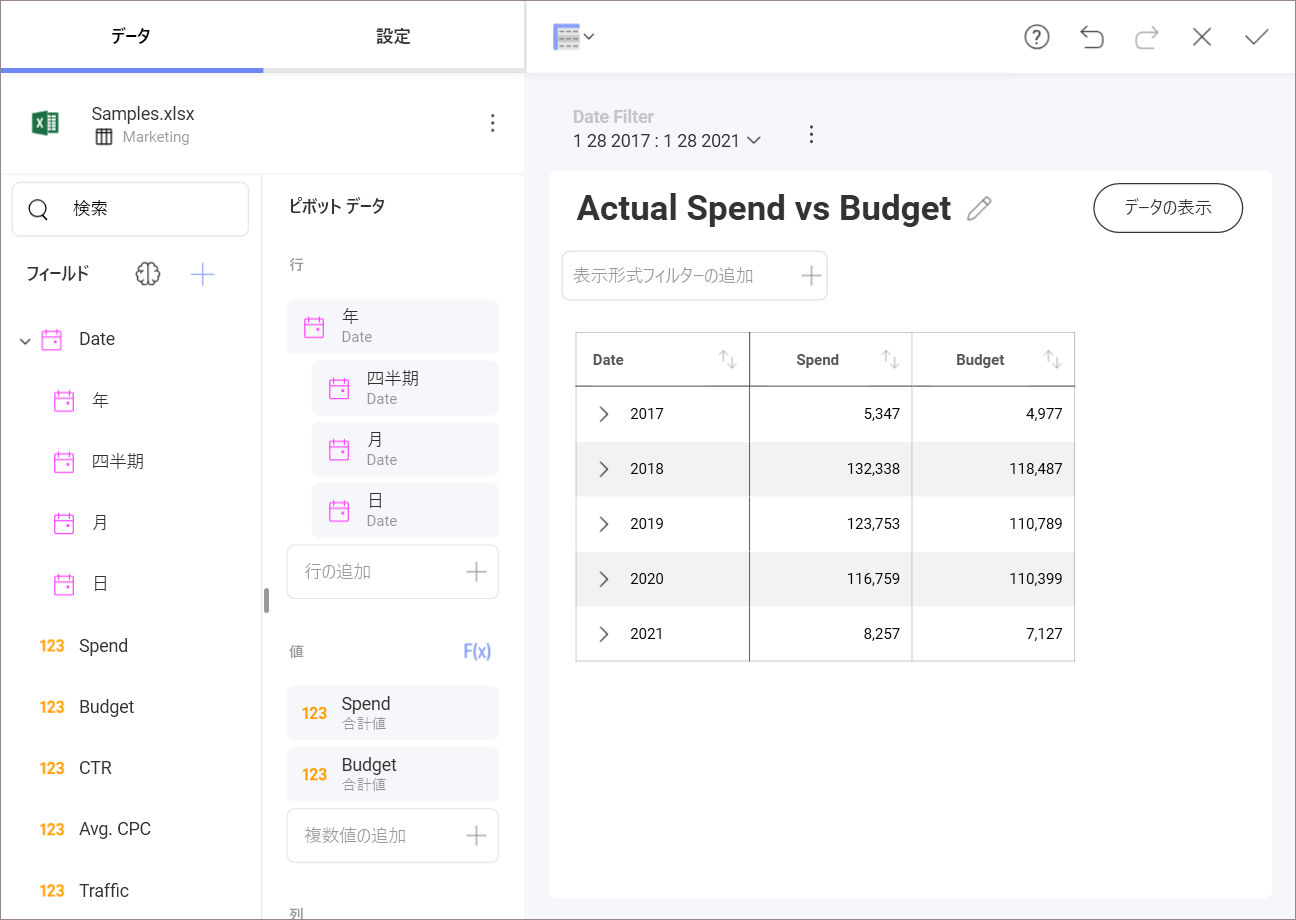 データ
設定
Samples.xlsx
Marketing
検索
フィールド
Date
年
四半期
月
日
123 Spend
123 Budget
123 CTR
123 Avg. CPC
123 Traffic
ピボット データ
行
年
Date
四半期
Date
月
Date
日
Date
行の追加
値 F(x)
123 Spend
合計値
123 Budget
合計値
複数値の追加
列
Date Filter
1 28 2017 : 1 28 2021
Actual Spend vs Budget
データの表示
表示形式フィルターの追加
Date Spend Budget
2017 5,347 4,977
2018 132,338 118,487
2019 123,753 110,789
2020 116,759 110,399
2021 8,257 7,127